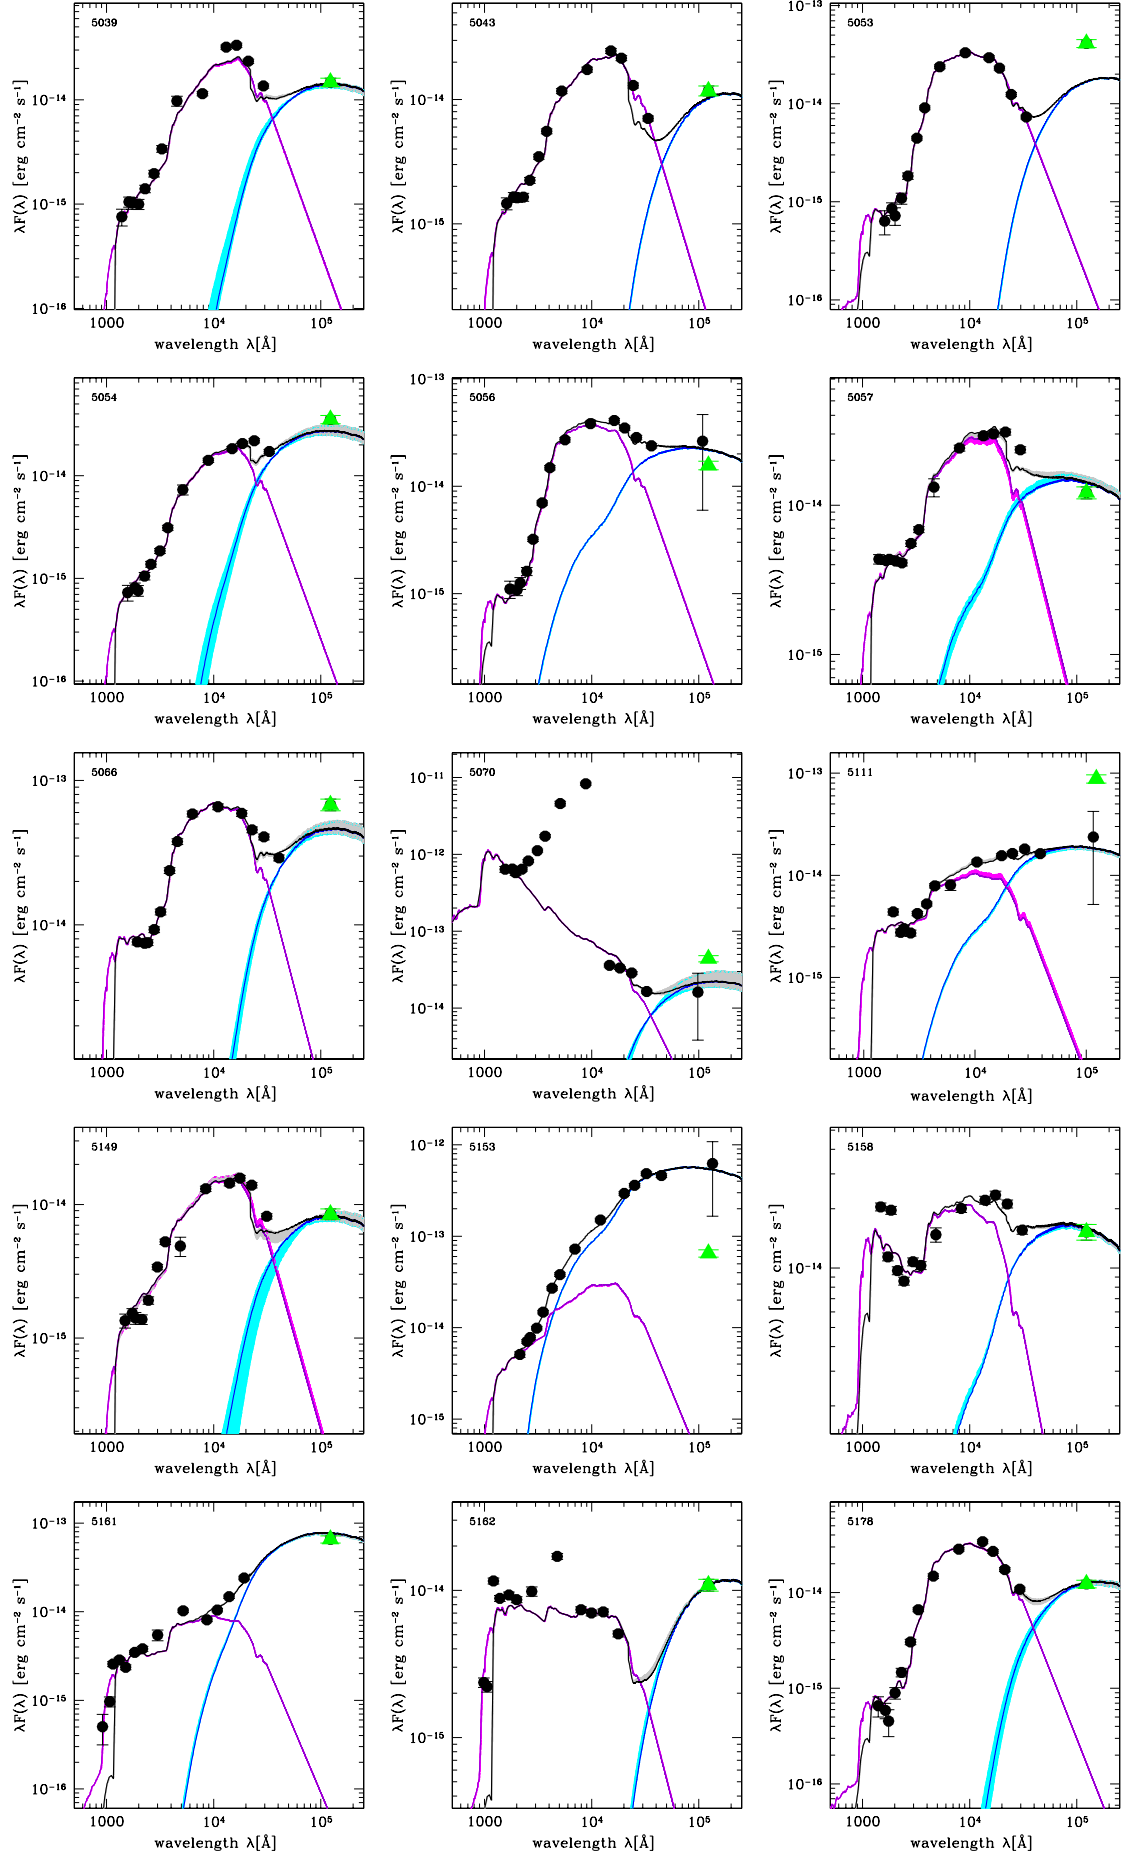 5039
10⁻¹⁴
10⁻¹⁵
10⁻¹⁶
λF(λ) [erg cm⁻² s⁻¹]
1000 10⁴ 10⁵
wavelength λ[Å]
5043
10⁻¹⁴
10⁻¹⁵
λF(λ) [erg cm⁻² s⁻¹]
1000 10⁴ 10⁵
wavelength λ[Å]
5053
10⁻¹³
10⁻¹⁴
10⁻¹⁵
10⁻¹⁶
λF(λ) [erg cm⁻² s⁻¹]
1000 10⁴ 10⁵
wavelength λ[Å]
5054
10⁻¹⁴
10⁻¹⁵
10⁻¹⁶
λF(λ) [erg cm⁻² s⁻¹]
1000 10⁴ 10⁵
wavelength λ[Å]
5056
10⁻¹³
10⁻¹⁴
10⁻¹⁵
λF(λ) [erg cm⁻² s⁻¹]
1000 10⁴ 10⁵
wavelength λ[Å]
5057
10⁻¹⁴
10⁻¹⁵
10⁻¹⁶
λF(λ) [erg cm⁻² s⁻¹]
1000 10⁴ 10⁵
wavelength λ[Å]
5066
10⁻¹³
10⁻¹⁴
λF(λ) [erg cm⁻² s⁻¹]
1000 10⁴ 10⁵
wavelength λ[Å]
5070
10⁻¹¹
10⁻¹²
10⁻¹³
10⁻¹⁴
λF(λ) [erg cm⁻² s⁻¹]
1000 10⁴ 10⁵
wavelength λ[Å]
5111
10⁻¹³
10⁻¹⁴
10⁻¹⁵
λF(λ) [erg cm⁻² s⁻¹]
1000 10⁴ 10⁵
wavelength λ[Å]
5149
10⁻¹⁴
10⁻¹⁵
λF(λ) [erg cm⁻² s⁻¹]
1000 10⁴ 10⁵
wavelength λ[Å]
5153
10⁻¹²
10⁻¹³
10⁻¹⁴
10⁻¹⁵
λF(λ) [erg cm⁻² s⁻¹]
1000 10⁴ 10⁵
wavelength λ[Å]
5158
10⁻¹⁴
λF(λ) [erg cm⁻² s⁻¹]
1000 10⁴ 10⁵
wavelength λ[Å]
5161
10⁻¹³
10⁻¹⁴
10⁻¹⁵
10⁻¹⁶
λF(λ) [erg cm⁻² s⁻¹]
1000 10⁴ 10⁵
wavelength λ[Å]
5162
10⁻¹⁴
10⁻¹⁵
λF(λ) [erg cm⁻² s⁻¹]
1000 10⁴ 10⁵
wavelength λ[Å]
5178
10⁻¹⁴
10⁻¹⁵
10⁻¹⁶
λF(λ) [erg cm⁻² s⁻¹]
1000 10⁴ 10⁵
wavelength λ[Å]